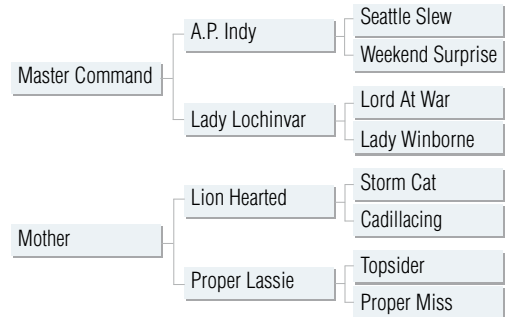 Seattle Slew
A.P. Indy
Weekend Surprise
Master Command
Lord At War
Lady Lochinvar
Lady Winborne
Storm Cat
Lion Hearted
Cadillacing
Mother
Topsider
Proper Lassie
Proper Miss